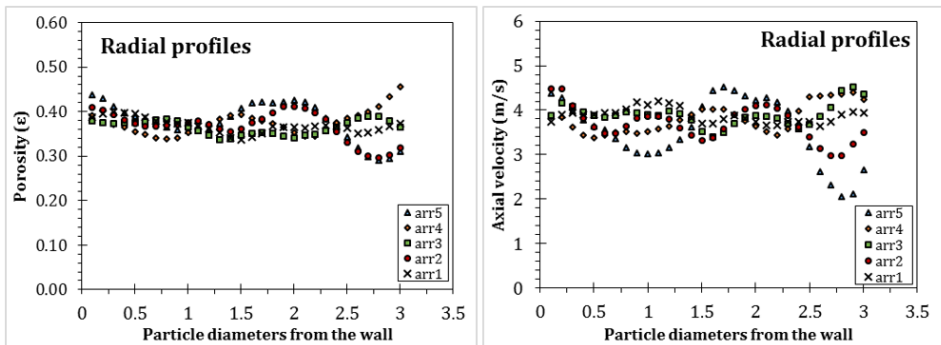 Radial profiles
Porosity (ε)
0.60
0.50
0.40
0.30
0.20
0.10
0.00
0 0.5 1 1.5 2 2.5 3 3.5
Particle diameters from the wall
arr5
arr4
arr3
arr2
arr1
Radial profiles
Axial velocity (m/s)
6
5
4
3
2
1
0
0 0.5 1 1.5 2 2.5 3 3.5
Particle diameters from the wall
arr5
arr4
arr3
arr2
arr1